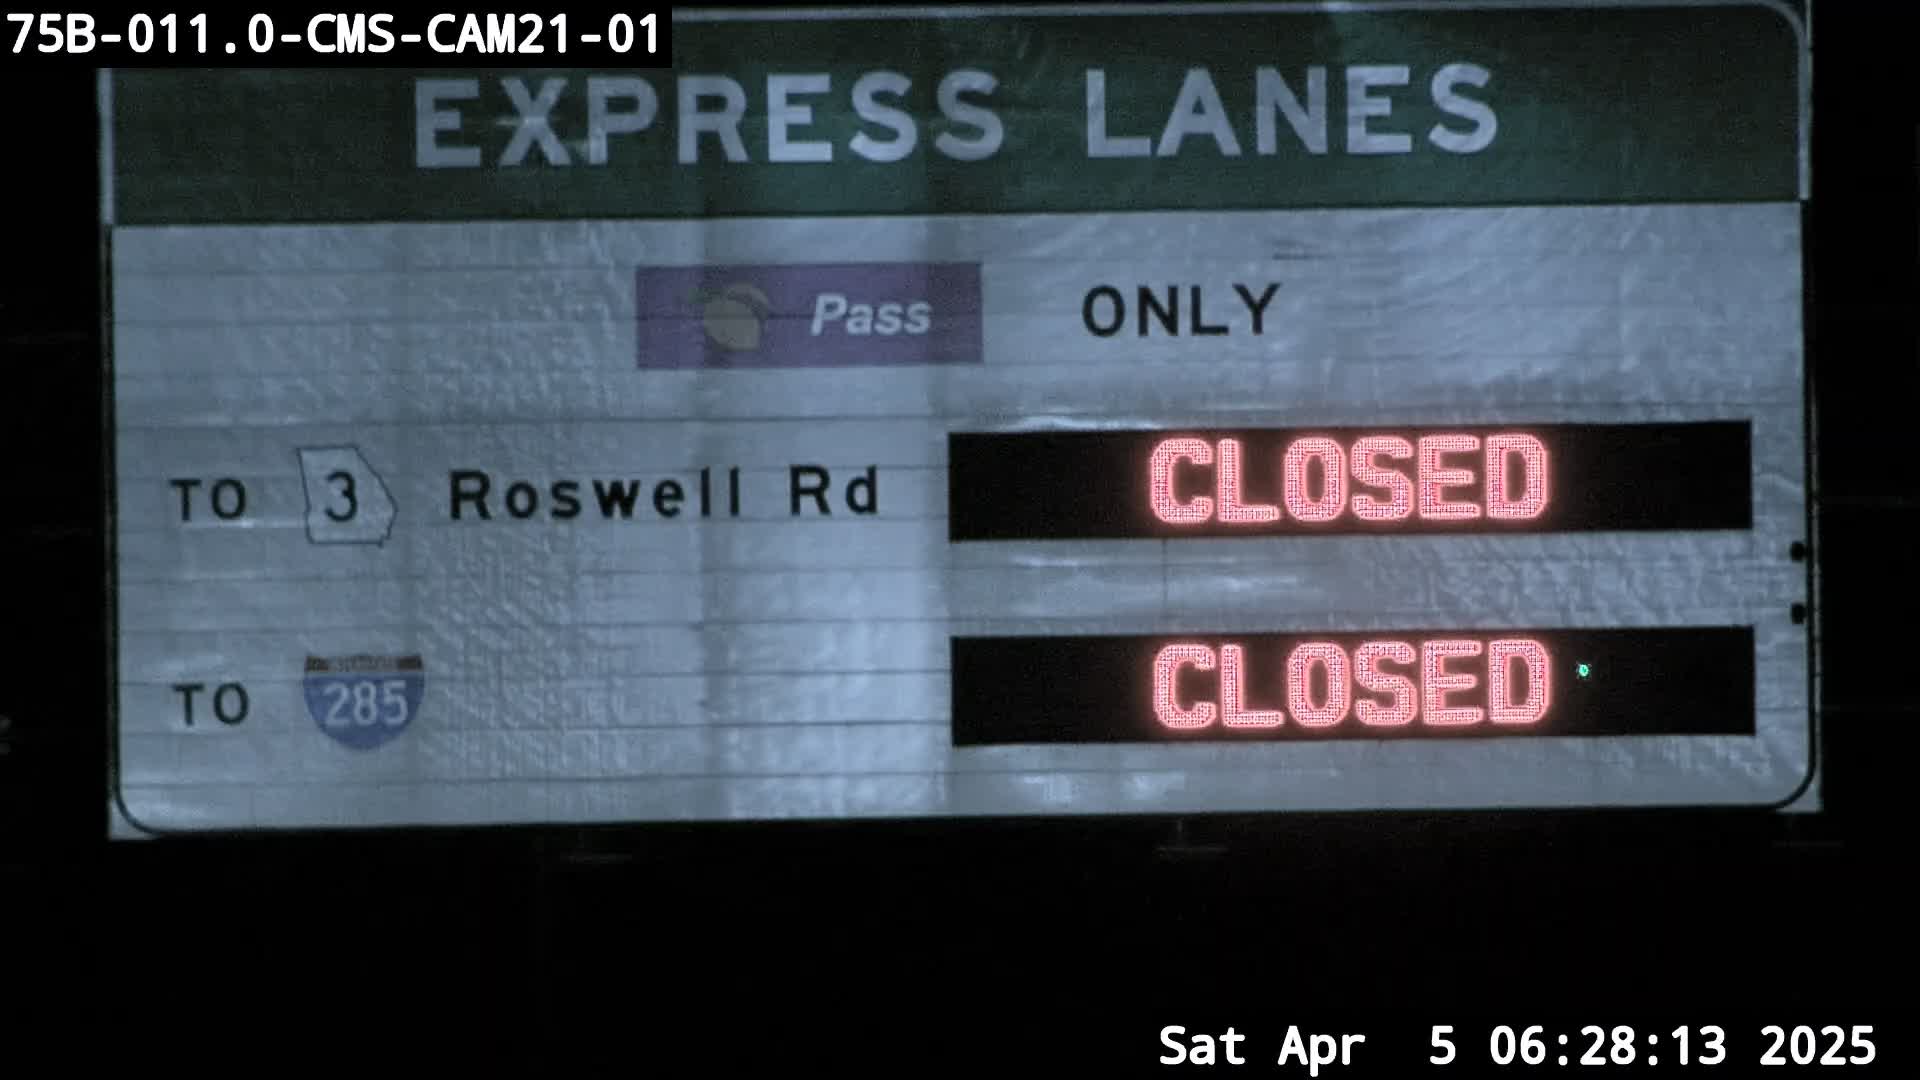 75B-011.0-CMS-CAM21-01
EXPRESS LANES
Pass ONLY
TO 3 Roswell Rd CLOSED
TO 285 CLOSED
Sat Apr 5 06:28:13 2025